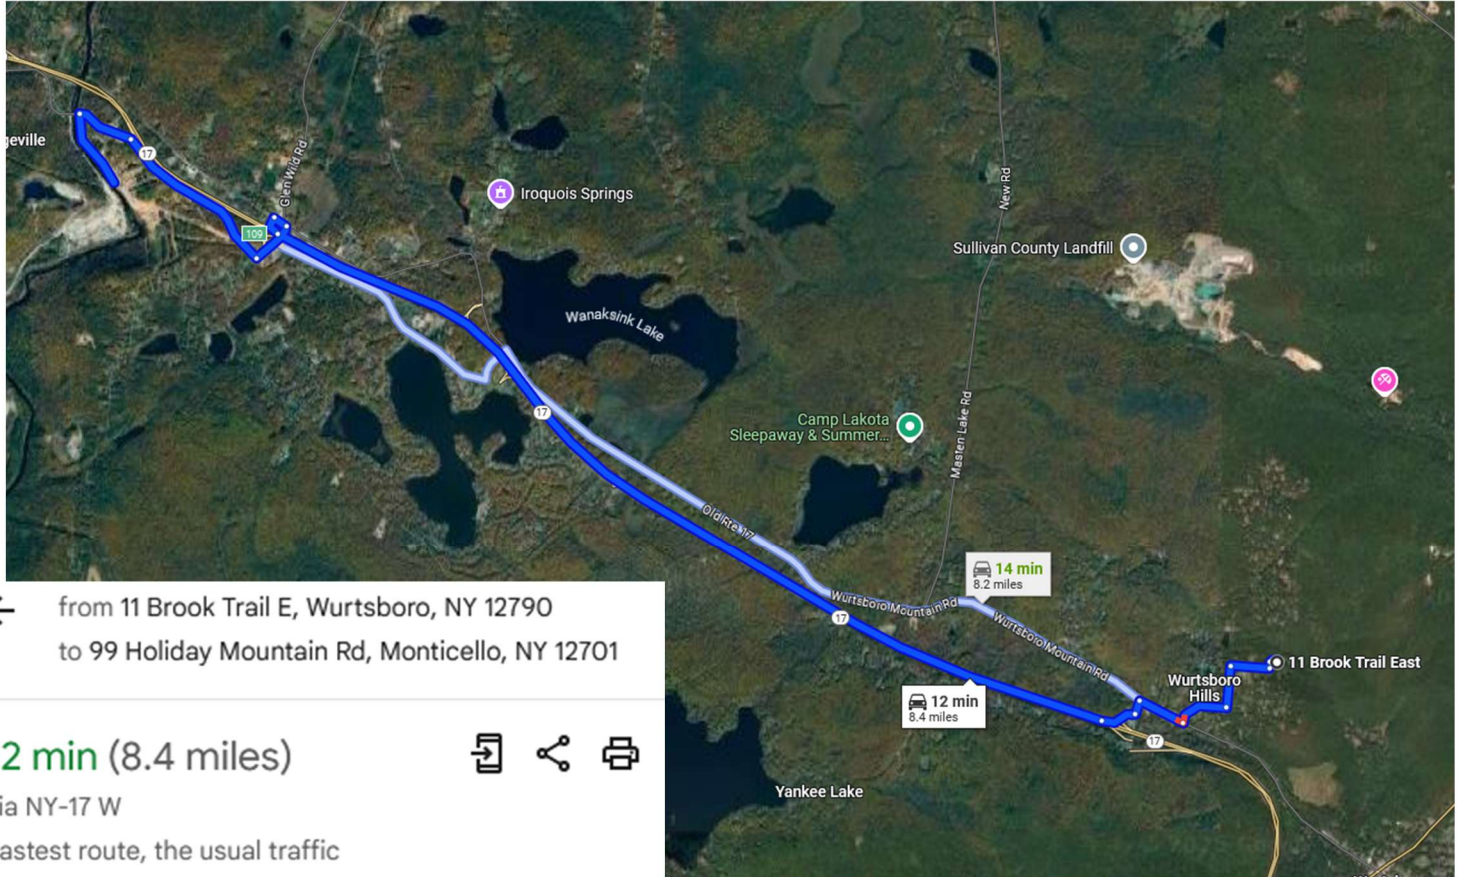 geville
17
Glen Wild Rd
109
Iroquois Springs
New Rd
Sullivan County Landfill
Wanaksink Lake
17
Camp Lakota
Sleepaway & Summer...
Masten Lake Rd
Old Rte 17
14 min
8.2 miles
Wurtsboro Mountain Rd
17
Wurtsboro Mountain Rd
11 Brook Trail East
Wurtsboro
Hills
12 min
8.4 miles
17
Yankee Lake
from 11 Brook Trail E, Wurtsboro, NY 12790
to 99 Holiday Mountain Rd, Monticello, NY 12701
2 min (8.4 miles)
ia NY-17 W
astest route, the usual traffic